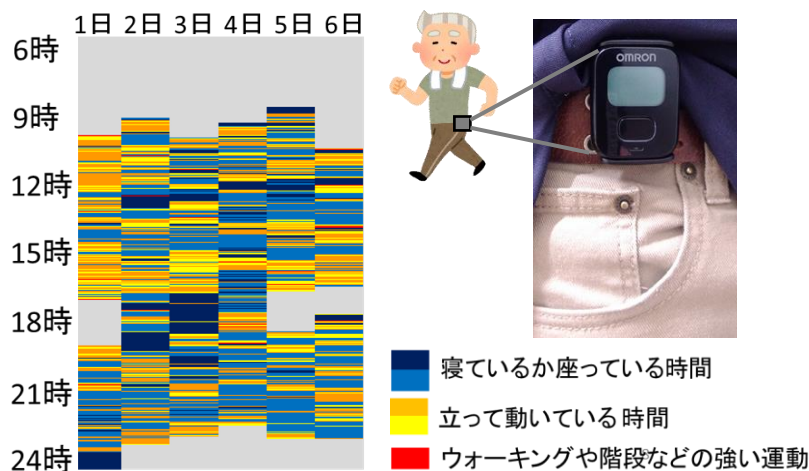 1日 2日 3日 4日 5日 6日
6時
9時
12時
15時
18時
21時
24時
OMRON
寝ているか座っている時間
立って動いている時間
ウォーキングや階段などの強い運動